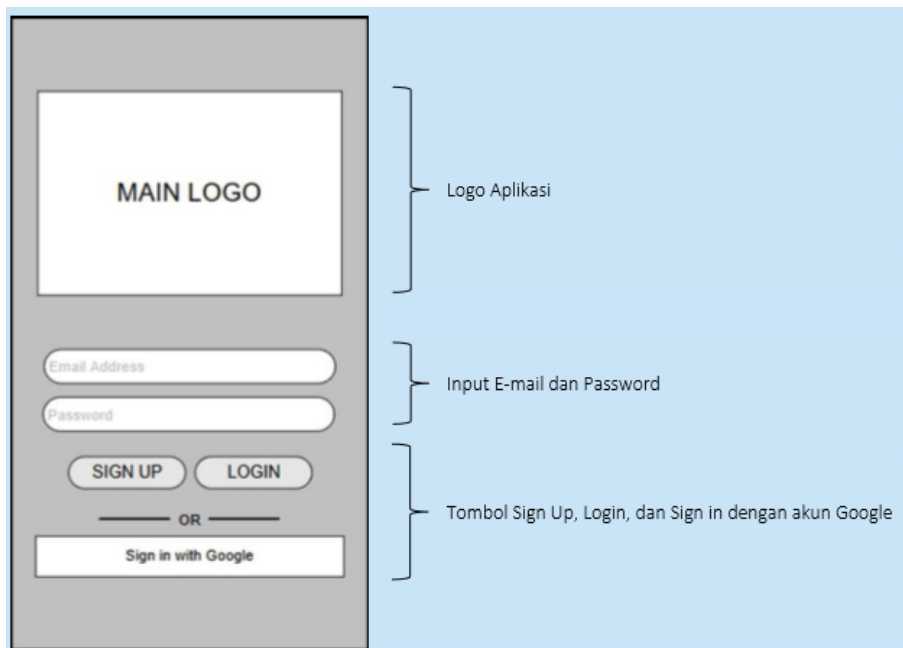 MAIN LOGO
Logo Aplikasi
Email Address
Password
Input E-mail dan Password
SIGN UP
LOGIN
OR
Sign in with Google
Tombol Sign Up, Login, dan Sign in dengan akun Google